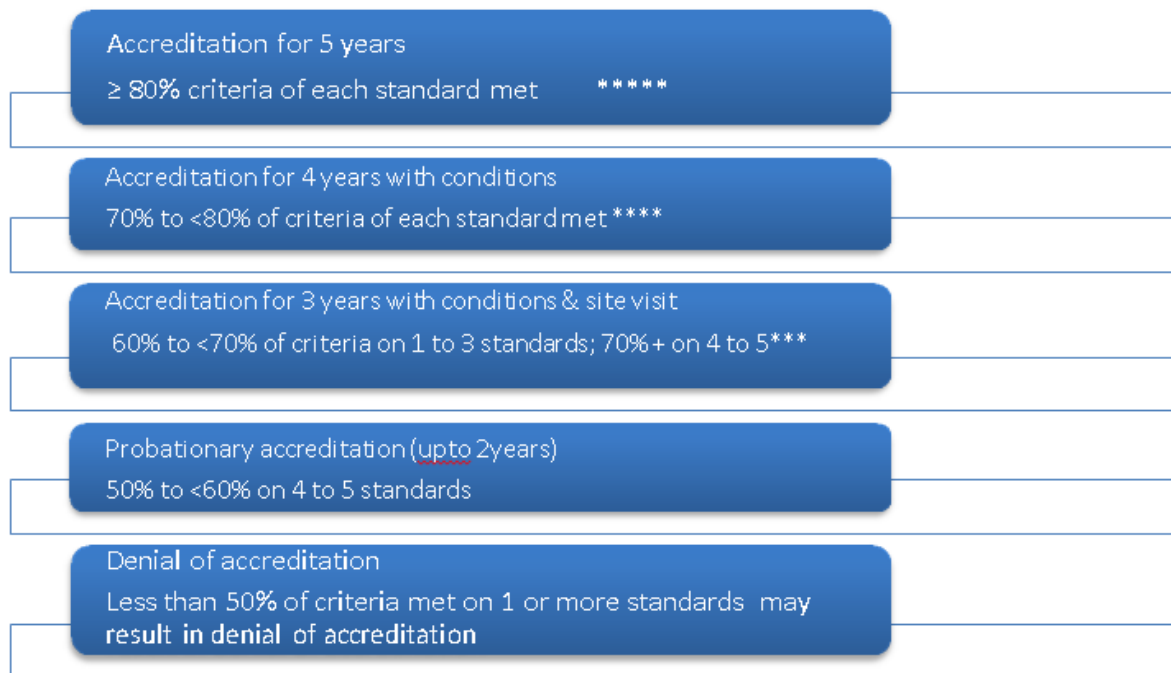 Accreditation for 5 years
≥ 80% criteria of each standard met *****
Accreditation for 4 years with conditions
70% to <80% of criteria of each standard met ****
Accreditation for 3 years with conditions & site visit
60% to <70% of criteria on 1 to 3 standards; 70%+ on 4 to 5***
Probationary accreditation (upto 2years)
50% to <60% on 4 to 5 standards
Denial of accreditation
Less than 50% of criteria met on 1 or more standards may
result in denial of accreditation